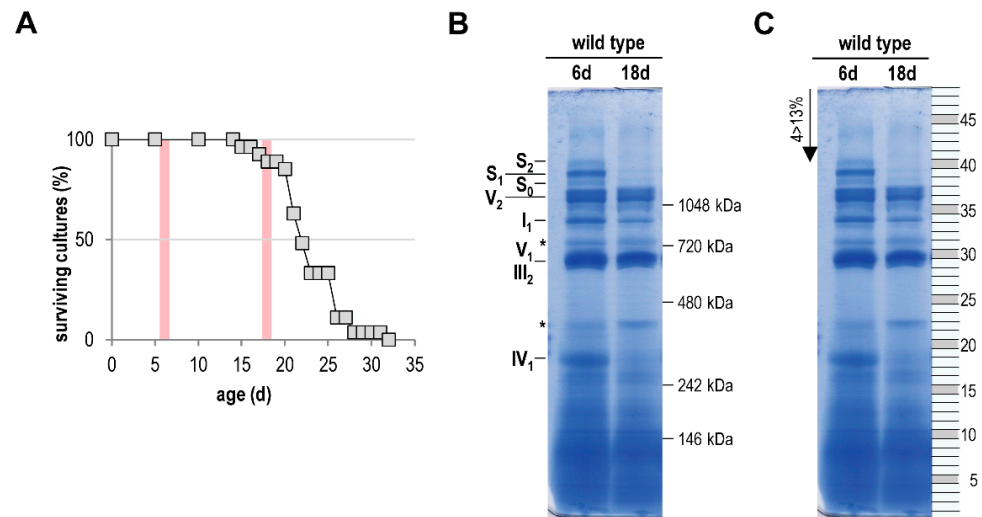 A
surviving cultures (%)
100
50
0
0 5 10 15 20 25 30 35
age (d)
B
wild type
6d 18d
S2
S1
S0
V2
I1
*
V1
III2
*
IV1
1048 kDa
720 kDa
480 kDa
242 kDa
146 kDa
C
wild type
6d 18d
4>13%
45
40
35
30
25
20
15
10
5